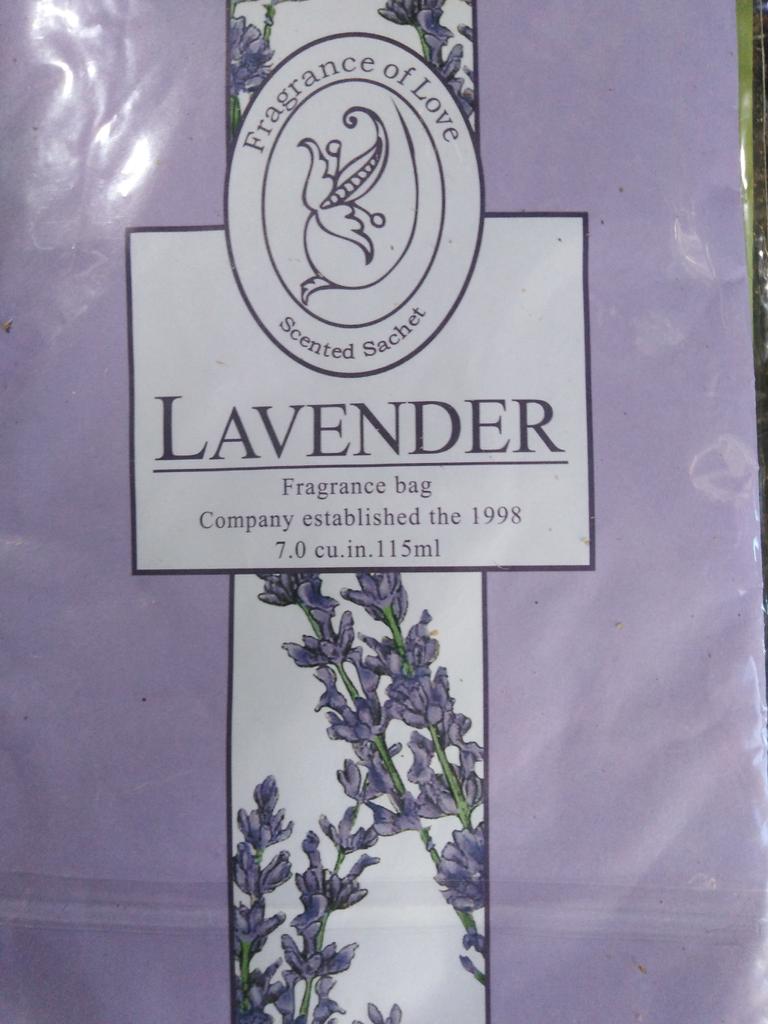 Fragrance of Love
Scented Sachet
LAVENDER
Fragrance bag
Company established the 1998
7.0 cu.in.115ml